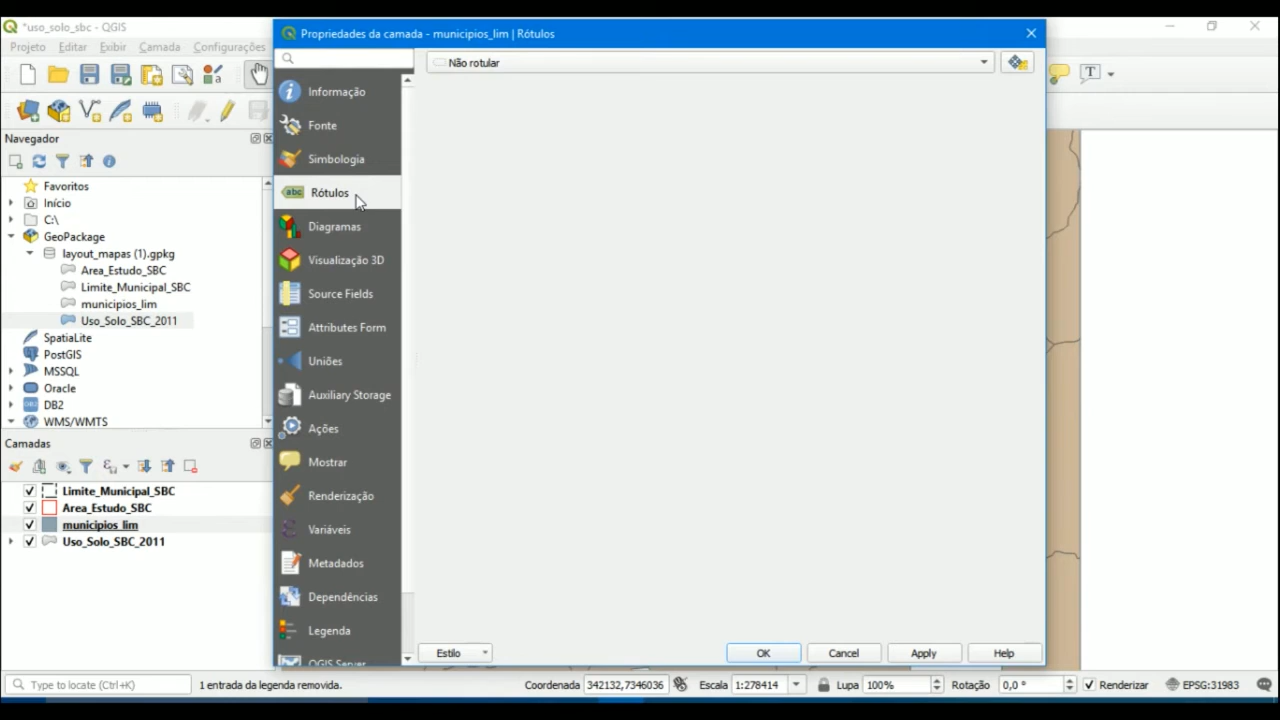 *uso_solo_sbc - QGIS
Projeto Editar Exibir Camada Configurações
Navegador
Favoritos
Início
C:\
GeoPackage
layout_mapas (1).gpkg
Area_Estudo_SBC
Limite_Municipal_SBC
municipios_lim
Uso_Solo_SBC_2011
SpatiaLite
PostGIS
MSSQL
Oracle
DB2
WMS/WMTS
Camadas
Limite_Municipal_SBC
Area_Estudo_SBC
municipios_lim
Uso_Solo_SBC_2011
Propriedades da camada - municipios_lim | Rótulos
Informação
Fonte
Simbologia
abc Rótulos
Diagramas
Visualização 3D
Source Fields
Attributes Form
Uniões
Auxiliary Storage
Ações
Mostrar
Renderização
Variáveis
Metadados
Dependências
Legenda
QGIS Server
Não rotular
Estilo OK Cancel Apply Help
Type to locate (Ctrl+K) 1 entrada da legenda removida. Coordenada 342132,7346036 Escala 1:278414 Lupa 100% Rotação 0,0 ° Renderizar EPSG:31983